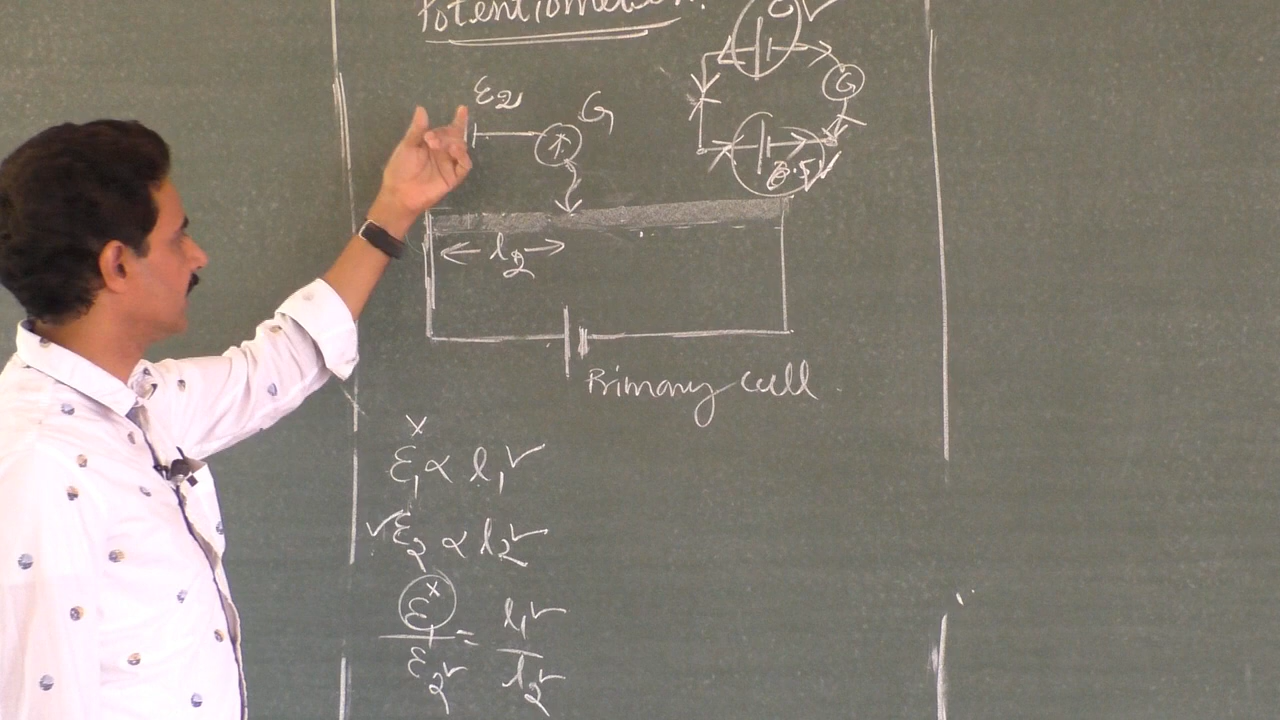 Potentiometer.
ε2
G
G
l2
Primary cell
x
ε1 ∝ l1 ✓
✓ ε2 ∝ l2 ✓
ε1 x / ε2 ✓ = l1 ✓ / l2 ✓